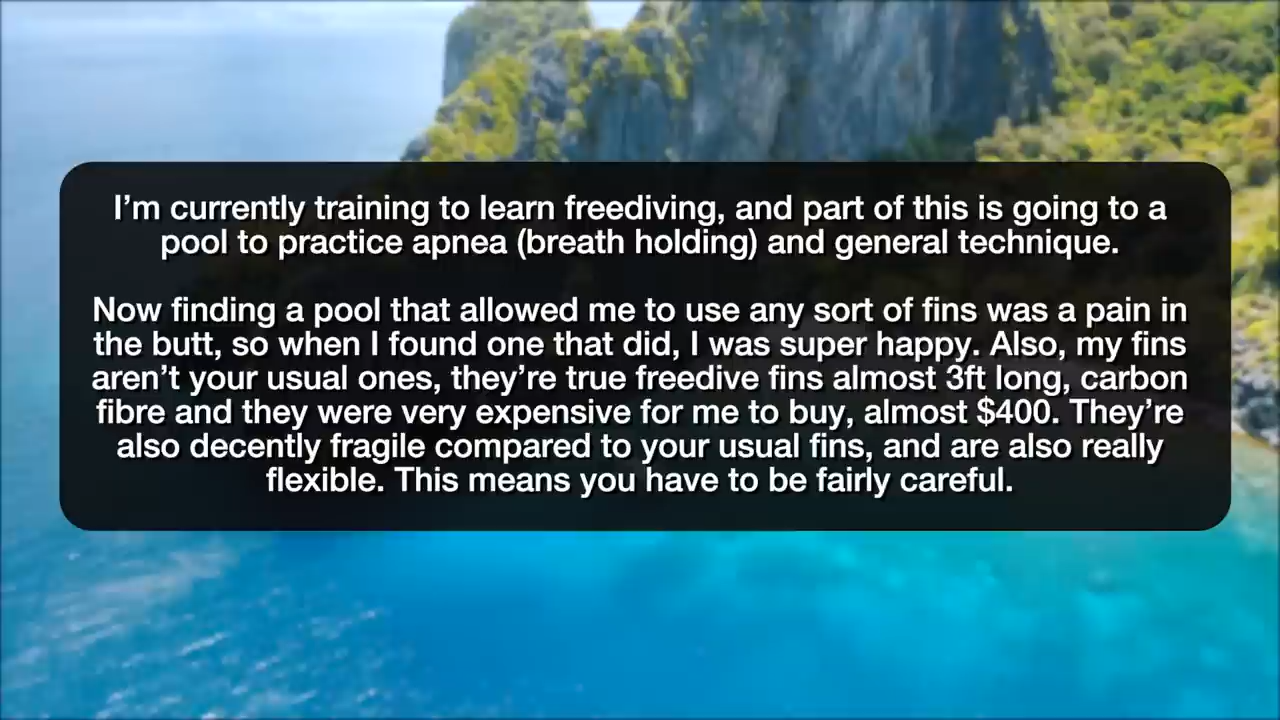 I'm currently training to learn freediving, and part of this is going to a
pool to practice apnea (breath holding) and general technique.
Now finding a pool that allowed me to use any sort of fins was a pain in
the butt, so when I found one that did, I was super happy. Also, my fins
aren't your usual ones, they're true freedive fins almost 3ft long, carbon
fibre and they were very expensive for me to buy, almost $400. They're
also decently fragile compared to your usual fins, and are also really
flexible. This means you have to be fairly careful.